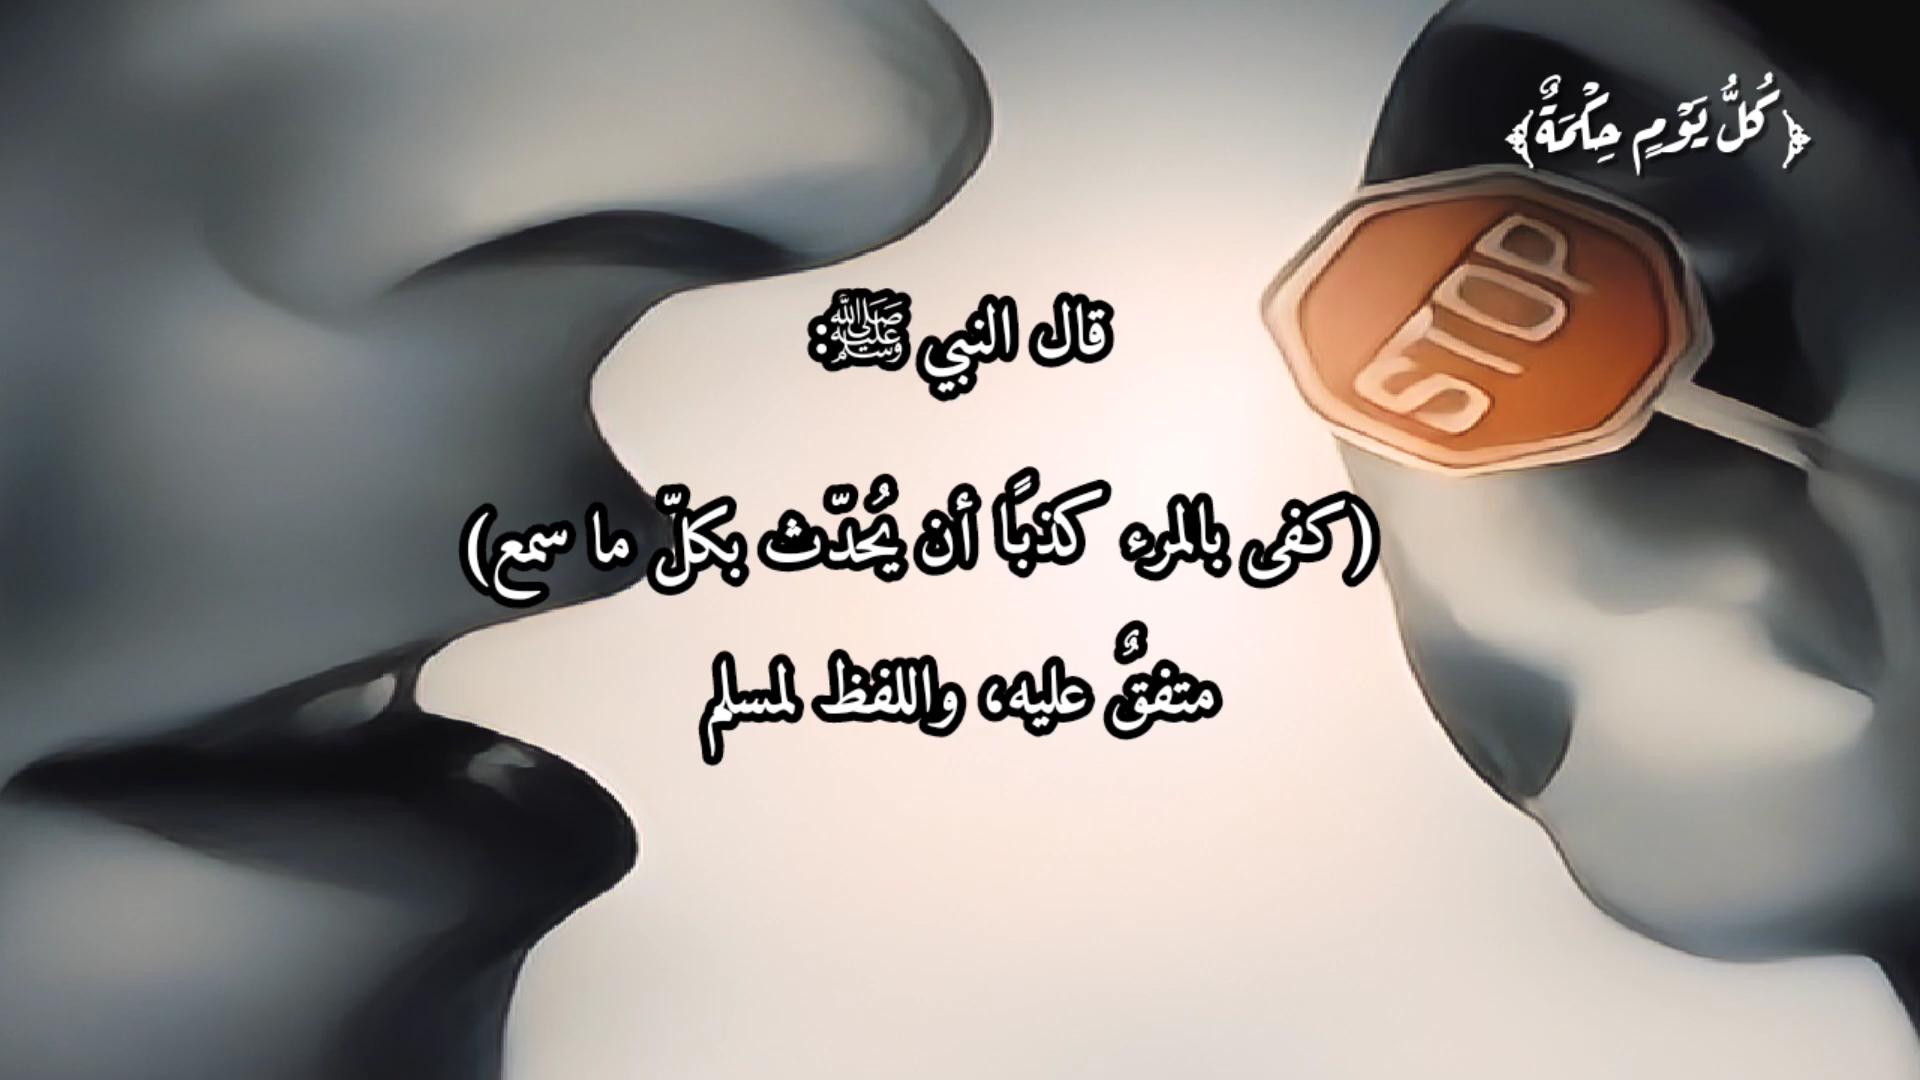 ﴿كُلُّ يَوْمٍ حِكْمَةٌ﴾
STOP
قال النبي ﷺ:
(كفى بالمرء كذبًا أن يُحدّث بكلّ ما سمع)
متفقٌ عليه، واللفظ لمسلم